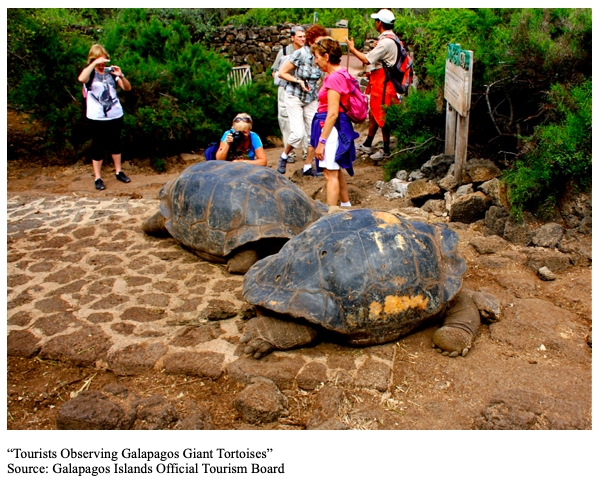 “Tourists Observing Galapagos Giant Tortoises”
Source: Galapagos Islands Official Tourism Board